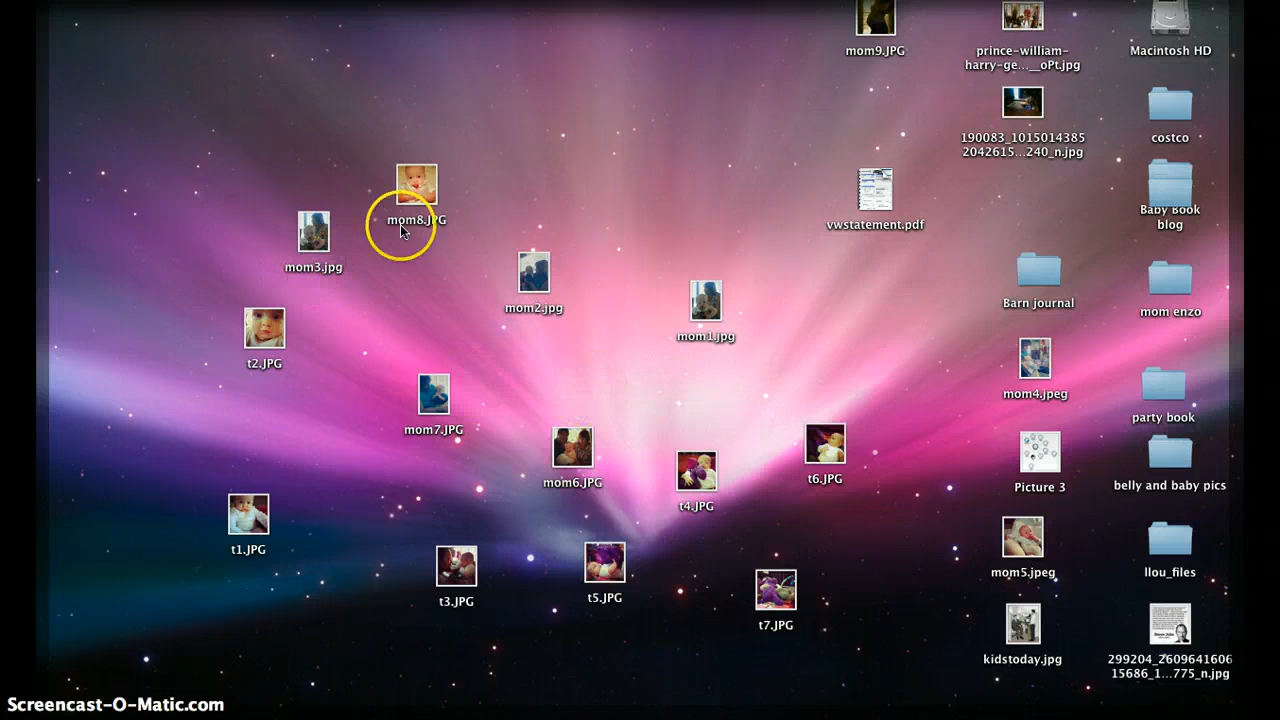 mom9.JPG
prince-william-
harry-ge...__oPt.jpg
Macintosh HD
190083_1015014385
2042615...240_n.jpg
costco
mom8.JPG
vwstatement.pdf
Baby Book
blog
mom3.jpg
mom2.jpg
Barn journal
mom enzo
mom1.jpg
t2.JPG
mom4.jpeg
mom7.JPG
party book
mom6.JPG
t6.JPG
Picture 3
belly and baby pics
t4.JPG
t1.JPG
mom5.jpeg
llou_files
t3.JPG
t5.JPG
t7.JPG
kidstoday.jpg
299204_2609641606
15686_1...775_n.jpg
Screencast-O-Matic.com